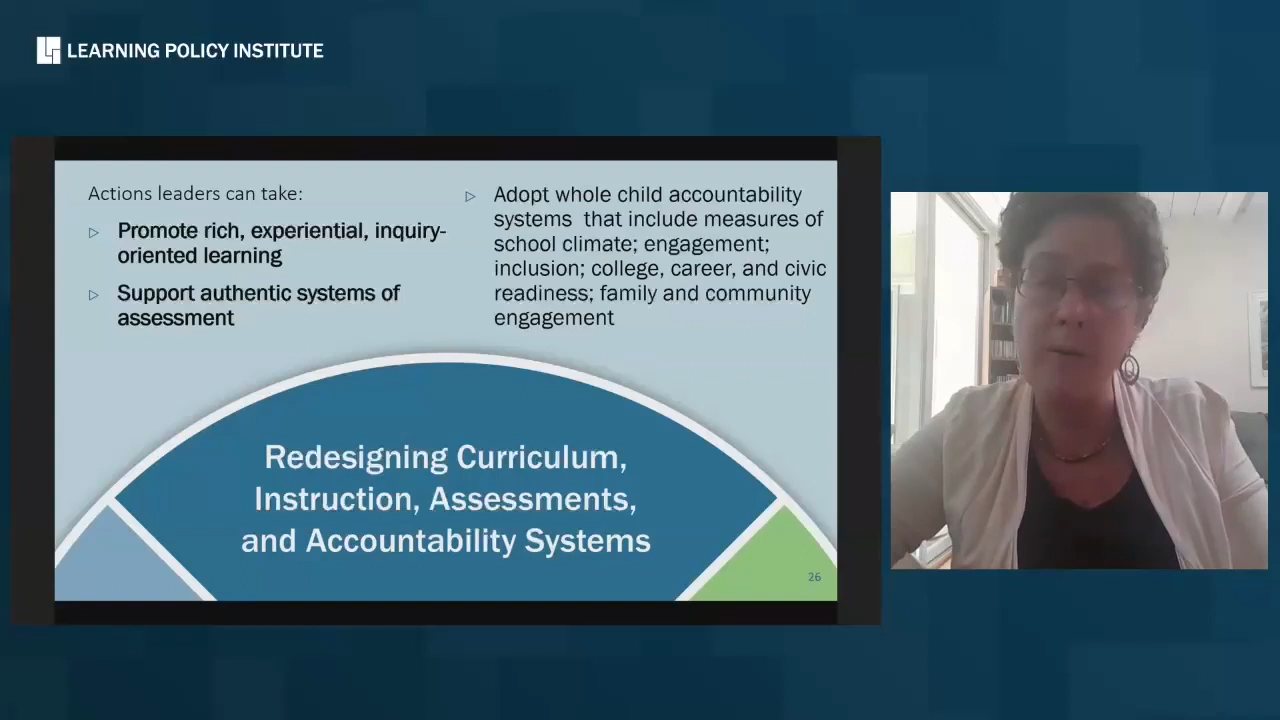 LEARNING POLICY INSTITUTE
Actions leaders can take:
▷ Promote rich, experiential, inquiry-
oriented learning
▷ Support authentic systems of
assessment
▷ Adopt whole child accountability
systems that include measures of
school climate; engagement;
inclusion; college, career, and civic
readiness; family and community
engagement
Redesigning Curriculum,
Instruction, Assessments,
and Accountability Systems
26